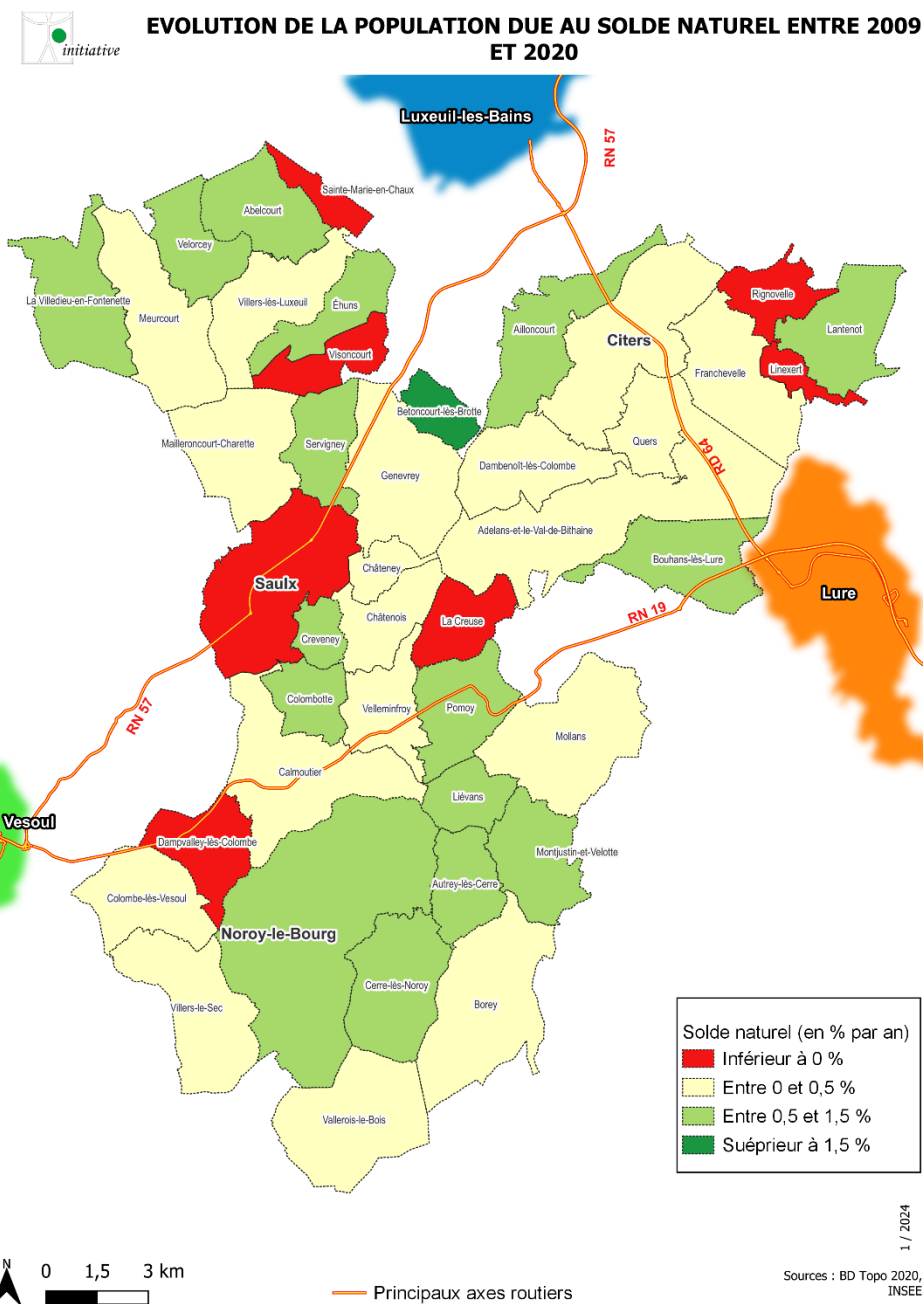 EVOLUTION DE LA POPULATION DUE AU SOLDE NATUREL ENTRE 2009
ET 2020
initiative
Luxeuil-les-Bains
RN 57
Sainte-Marie-en-Chaux
Abelcourt
Velorcey
La Villedieu-en-Fontenette
Villers-lès-Luxeuil
Éhuns
Meurcourt
Rignovelle
Ailloncourt
Lantenot
Citers
Visoncourt
Linexert
Franchevelle
Betoncourt-lès-Brotte
Mailleroncourt-Charette
Servigney
Quers
RD 64
Dambenoît-lès-Colombe
Genevrey
Adelans-et-le-Val-de-Bithaine
Bouhans-lès-Lure
Châteney
Saulx
Lure
Châtenois
La Creuse
RN 19
Creveney
Colombotte
Velleminfroy
Pomoy
RN 57
Mollans
Calmoutier
Liévans
Vesoul
Dampvalley-lès-Colombe
Montjustin-et-Velotte
Autrey-lès-Cerre
Colombe-lès-Vesoul
Noroy-le-Bourg
Cerre-lès-Noroy
Borey
Villers-le-Sec
Vallerois-le-Bois
Solde naturel (en % par an)
Inférieur à 0 %
Entre 0 et 0,5 %
Entre 0,5 et 1,5 %
Suéprieur à 1,5 %
1 / 2024
N
0 1,5 3 km
Principaux axes routiers
Sources : BD Topo 2020,
INSEE